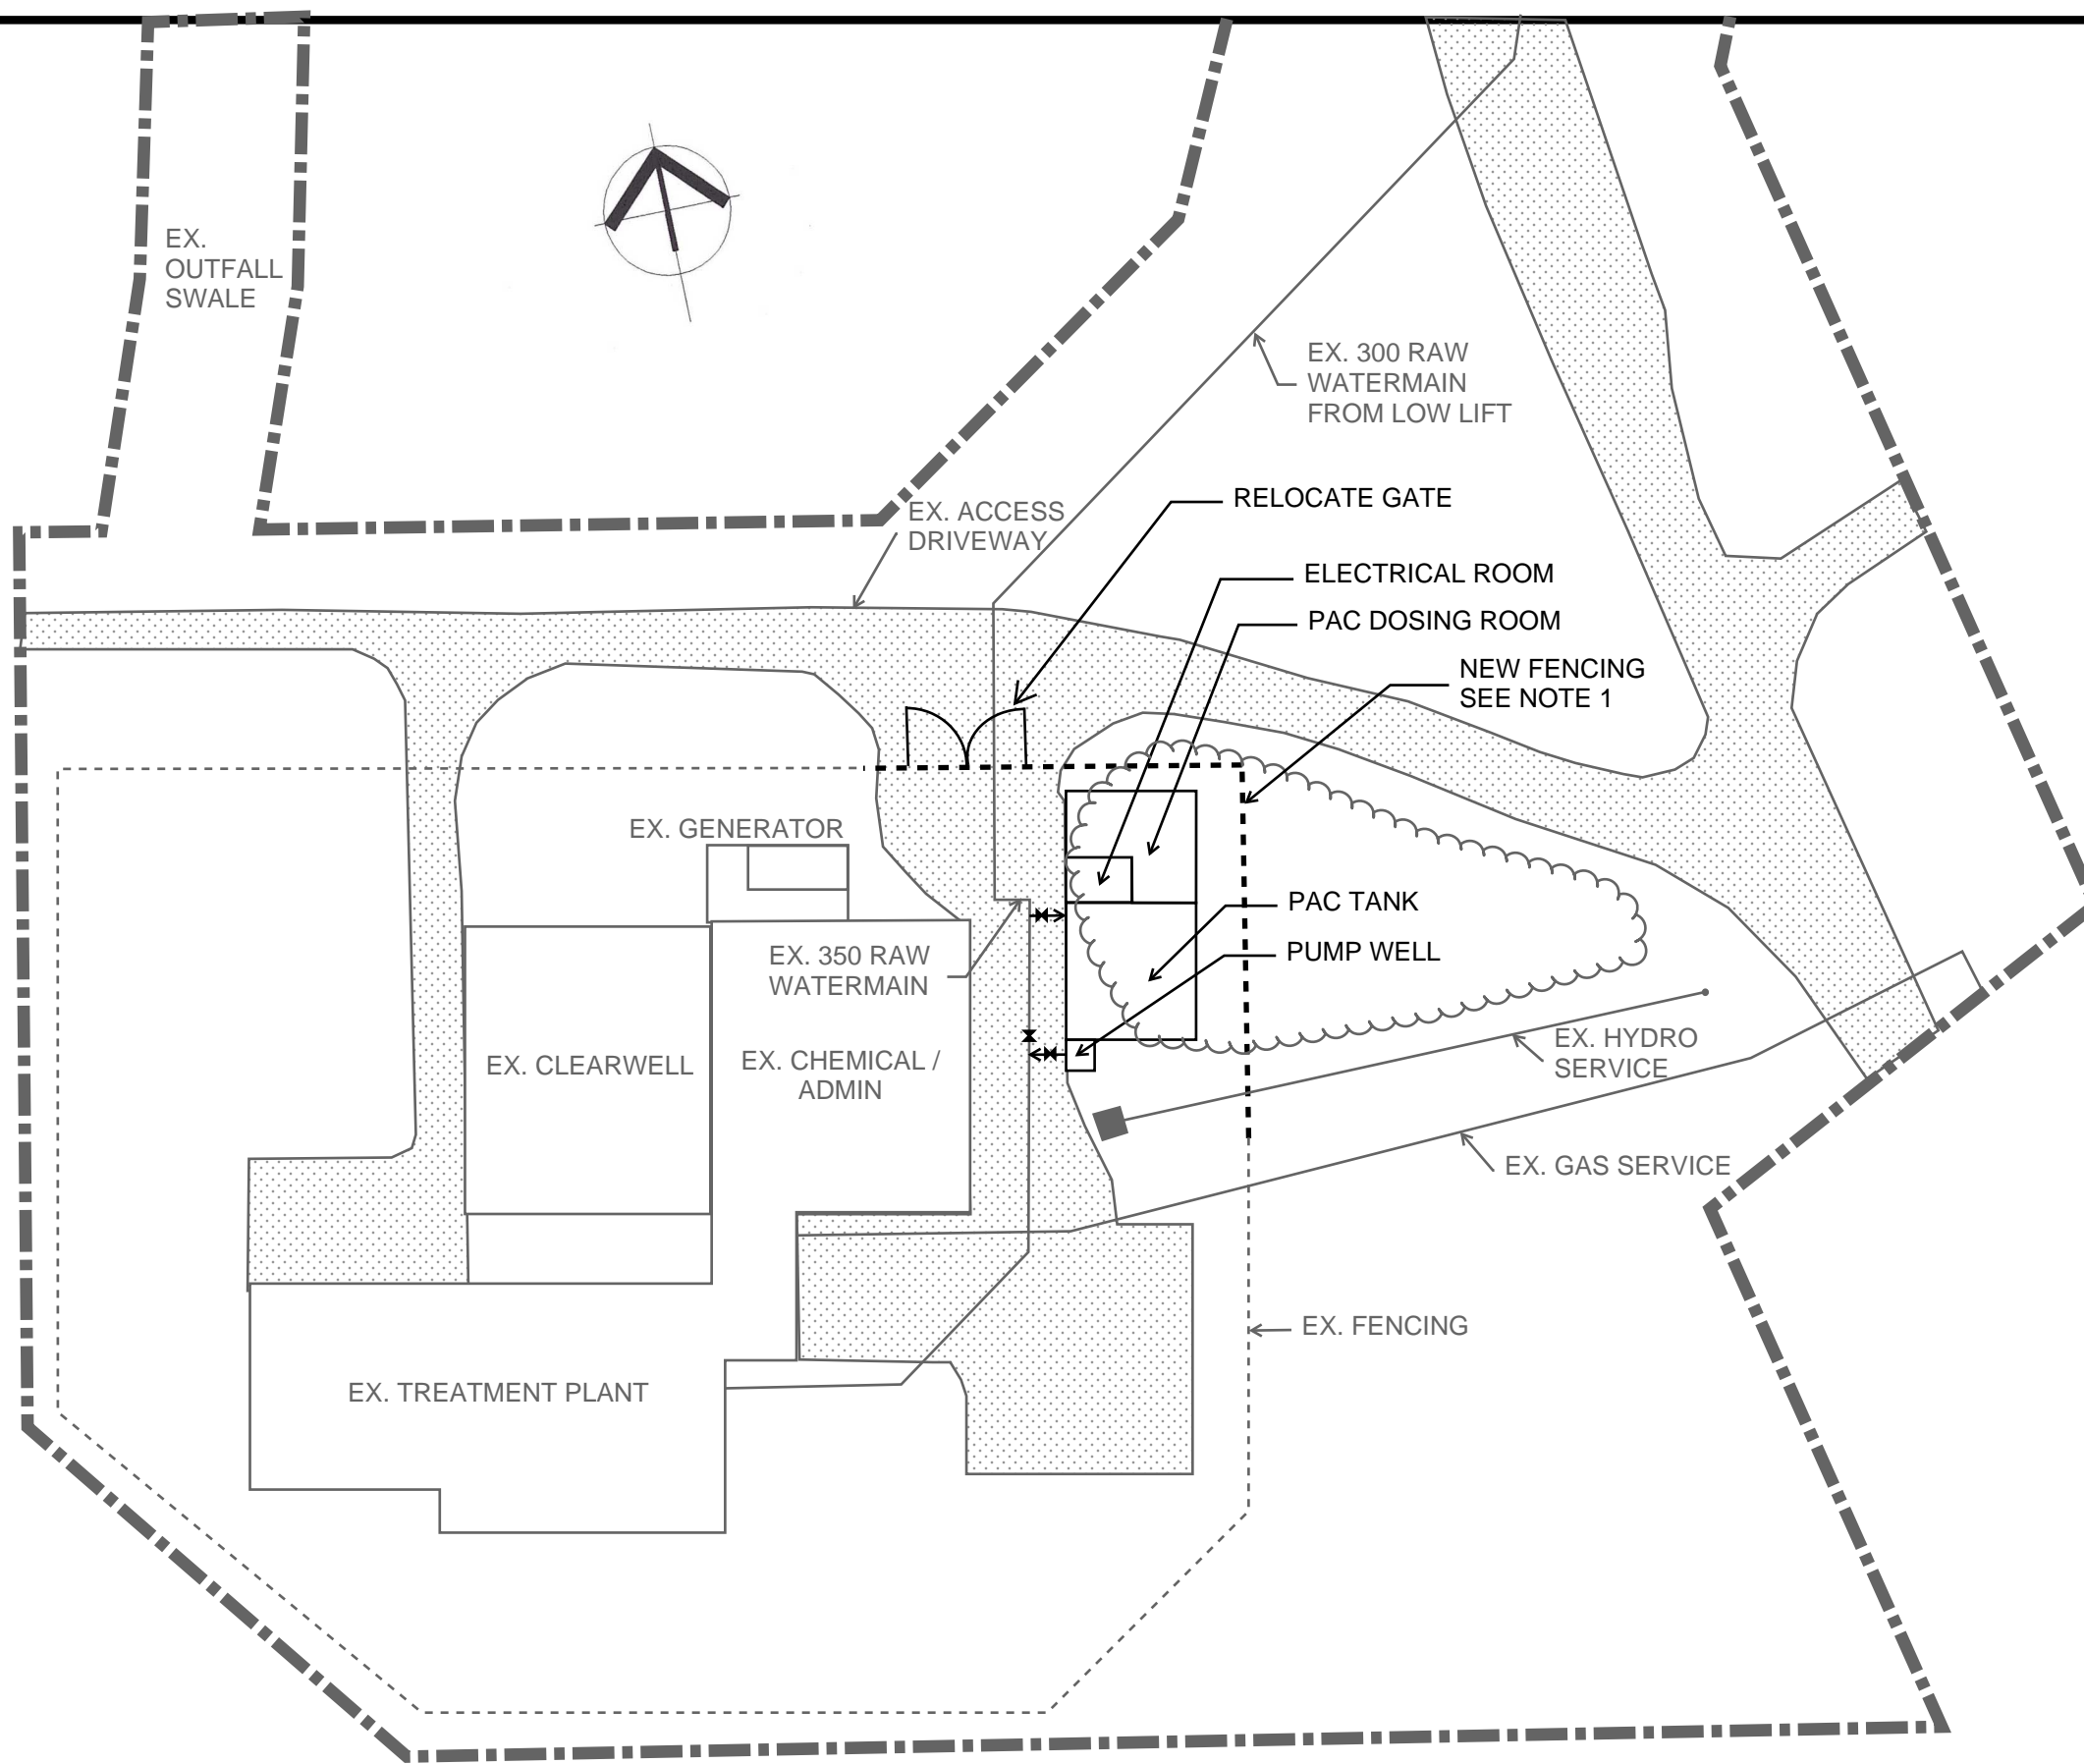 EX.
OUTFALL
SWALE
EX. 300 RAW
WATERMAIN
FROM LOW LIFT
RELOCATE GATE
EX. ACCESS
DRIVEWAY
ELECTRICAL ROOM
PAC DOSING ROOM
NEW FENCING
SEE NOTE 1
EX. GENERATOR
PAC TANK
EX. 350 RAW
WATERMAIN
PUMP WELL
EX. CLEARWELL
EX. CHEMICAL /
ADMIN
EX. HYDRO
SERVICE
EX. GAS SERVICE
EX. FENCING
EX. TREATMENT PLANT